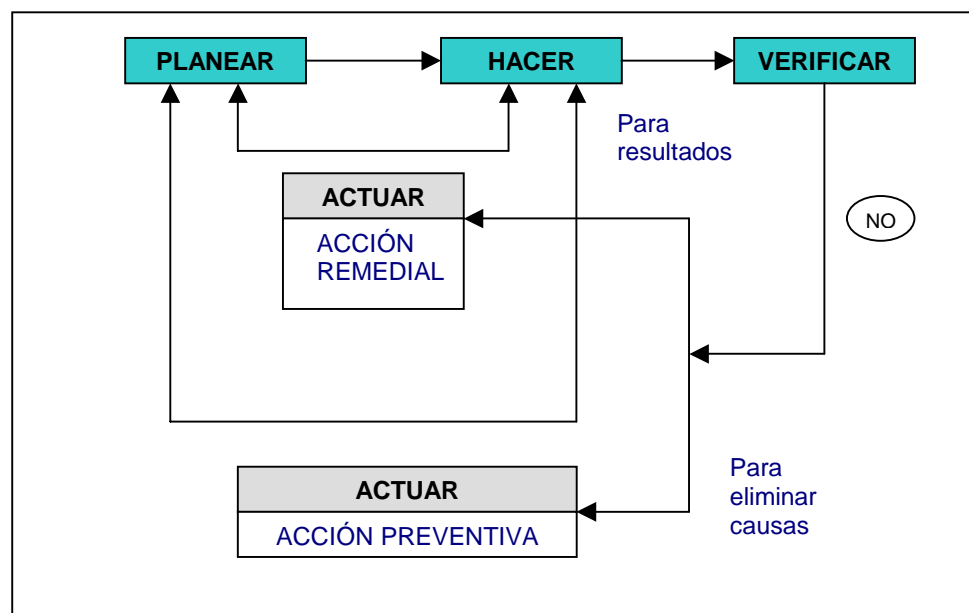 PLANEAR
HACER
VERIFICAR
Para
resultados
ACTUAR
ACCIÓN
REMEDIAL
NO
Para
eliminar
causas
ACTUAR
ACCIÓN PREVENTIVA